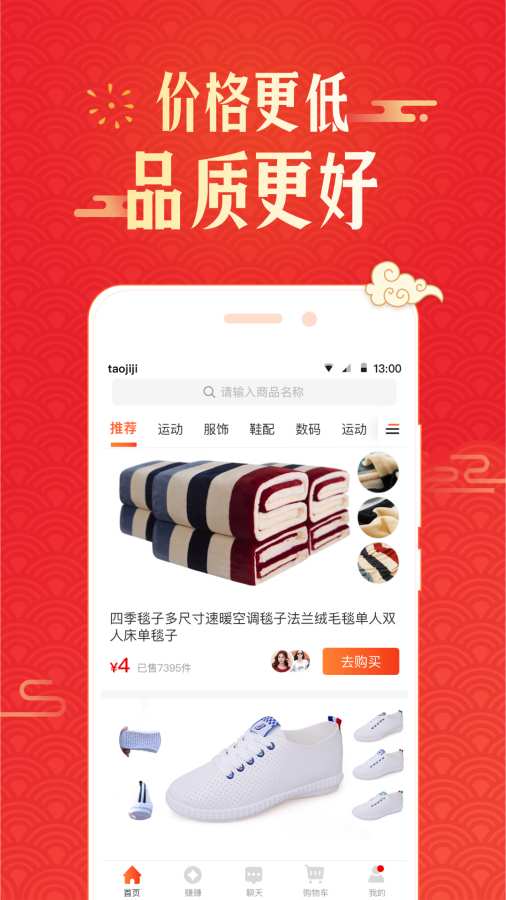 价格更低
品质更好
taojiji 13:00
请输入商品名称
推荐 运动 服饰 鞋配 数码 运动
四季毯子多尺寸速暖空调毯子法兰绒毛毯单人双
人床单毯子
¥4 已售7395件 去购买
首页 赚赚 聊天 购物车 我的